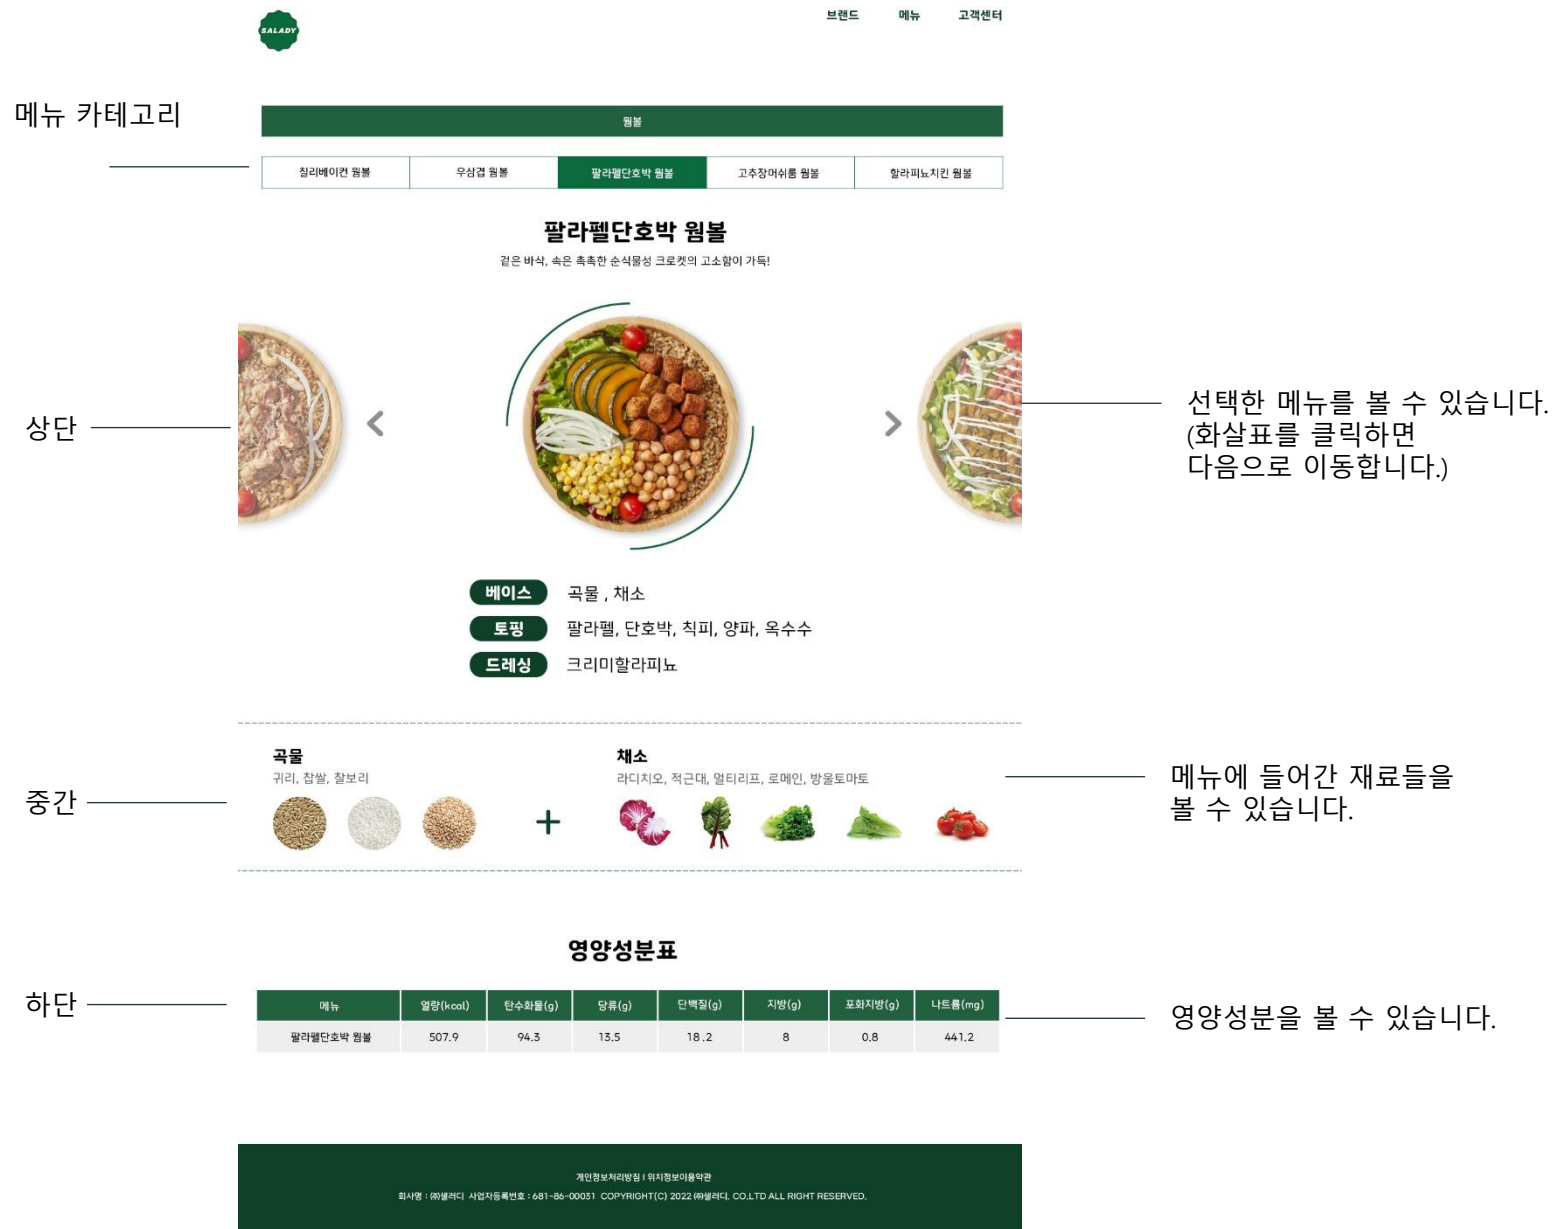 SALADY
브랜드 메뉴 고객센터
메뉴 카테고리
웜볼
칠리베이컨 웜볼 우삼겹 웜볼 팔라펠단호박 웜볼 고추장머쉬룸 웜볼 할라피뇨치킨 웜볼
팔라펠단호박 웜볼
겉은 바삭, 속은 촉촉한 순식물성 크로켓의 고소함이 가득!
상단
선택한 메뉴를 볼 수 있습니다.
(화살표를 클릭하면
다음으로 이동합니다.)
베이스 곡물 , 채소
토핑 팔라펠, 단호박, 칙피, 양파, 옥수수
드레싱 크리미할라피뇨
중간
곡물
귀리, 찹쌀, 찰보리
+
채소
라디치오, 적근대, 멀티리프, 로메인, 방울토마토
메뉴에 들어간 재료들을
볼 수 있습니다.
영양성분표
하단
메뉴 열량(kcal) 탄수화물(g) 당류(g) 단백질(g) 지방(g) 포화지방(g) 나트륨(mg)
팔라펠단호박 웜볼 507.9 94.3 13.5 18.2 8 0.8 441.2
영양성분을 볼 수 있습니다.
개인정보처리방침 | 위치정보이용약관
회사명 : ㈜샐러디 사업자등록번호 : 681-86-00031 COPYRIGHT(C) 2022 ㈜샐러디. CO.LTD ALL RIGHT RESERVED.